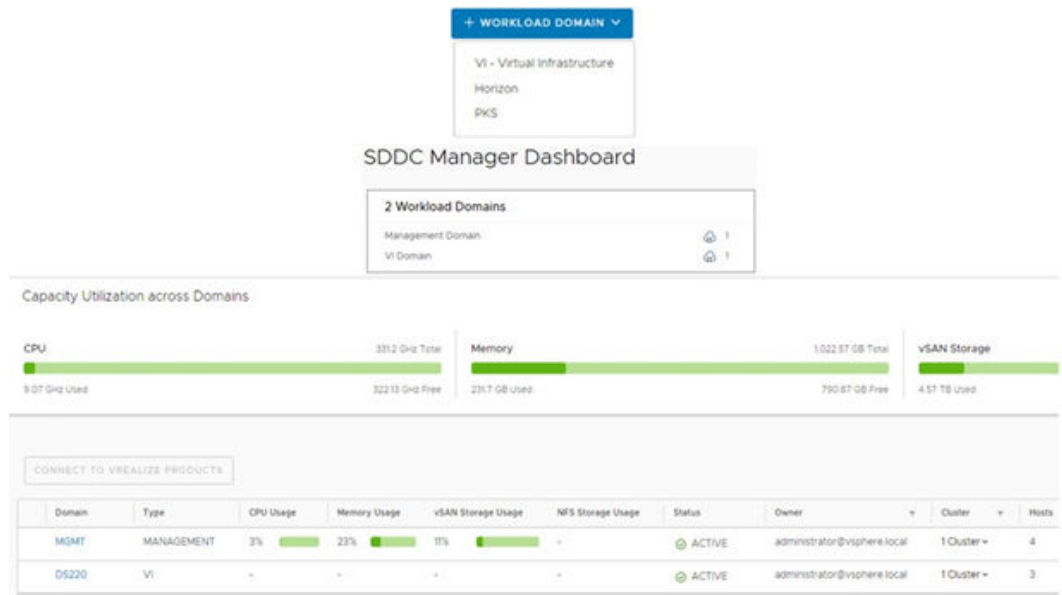 + WORKLOAD DOMAIN
VI - Virtual Infrastructure
Horizon
PKS
SDDC Manager Dashboard
2 Workload Domains
Management Domain 1
VI Domain 1
Capacity Utilization across Domains
CPU 331.2 GHz Total Memory 1,022.57 GB Total vSAN Storage
9.07 GHz Used 322.13 GHz Free 231.7 GB Used 790.87 GB Free 4.57 TB Used
CONNECT TO VREALIZE PRODUCTS
Domain Type CPU Usage Memory Usage vSAN Storage Usage NFS Storage Usage Status Owner Cluster Hosts
MGMT MANAGEMENT 3% 23% 11% - ACTIVE administrator@vsphere.local 1 Cluster 4
DS220 VI - - - - ACTIVE administrator@vsphere.local 1 Cluster 3